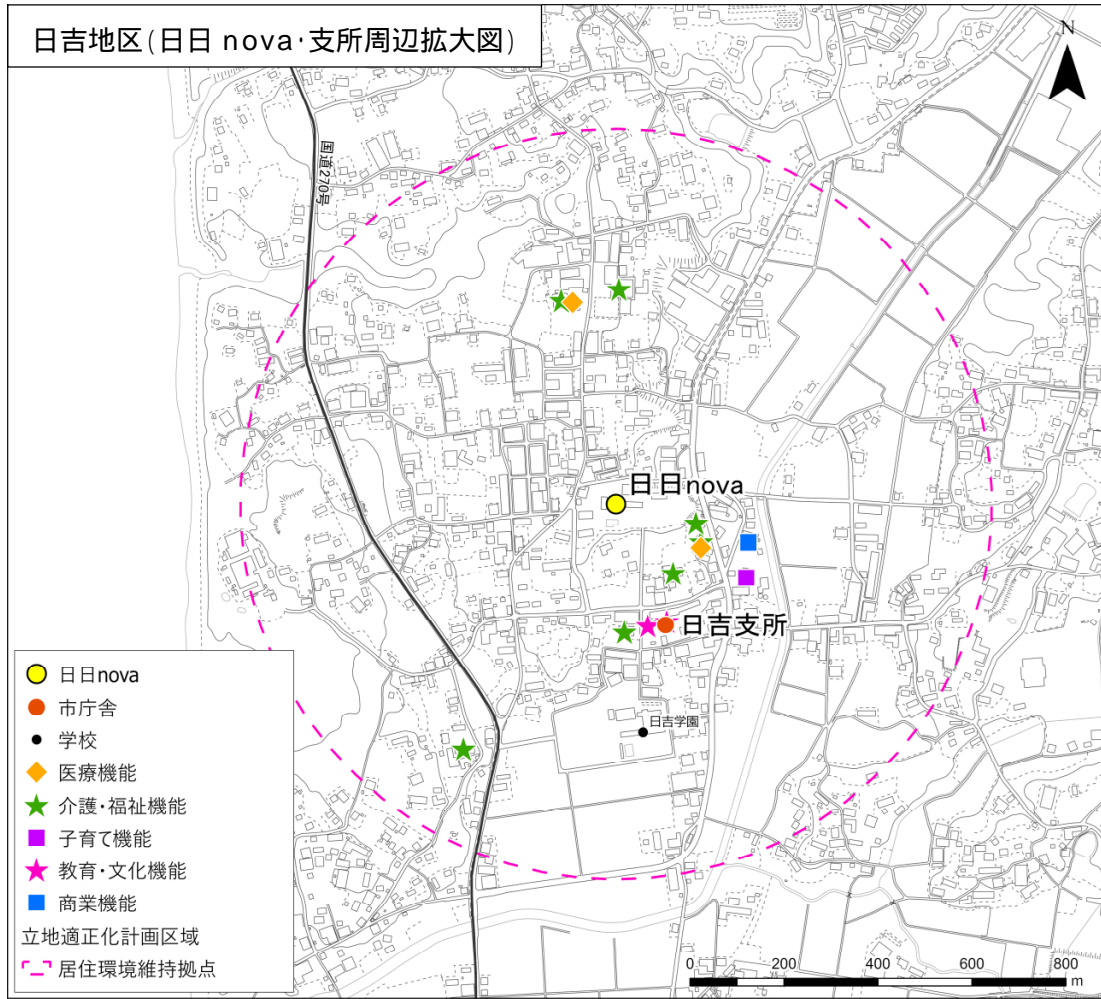 日吉地区(日日 nova・支所周辺拡大図)
N
国道270号
日日nova
日吉支所
日吉学園
日日nova
市庁舎
学校
医療機能
介護・福祉機能
子育て機能
教育・文化機能
商業機能
立地適正化計画区域
居住環境維持拠点
0 200 400 600 800
m